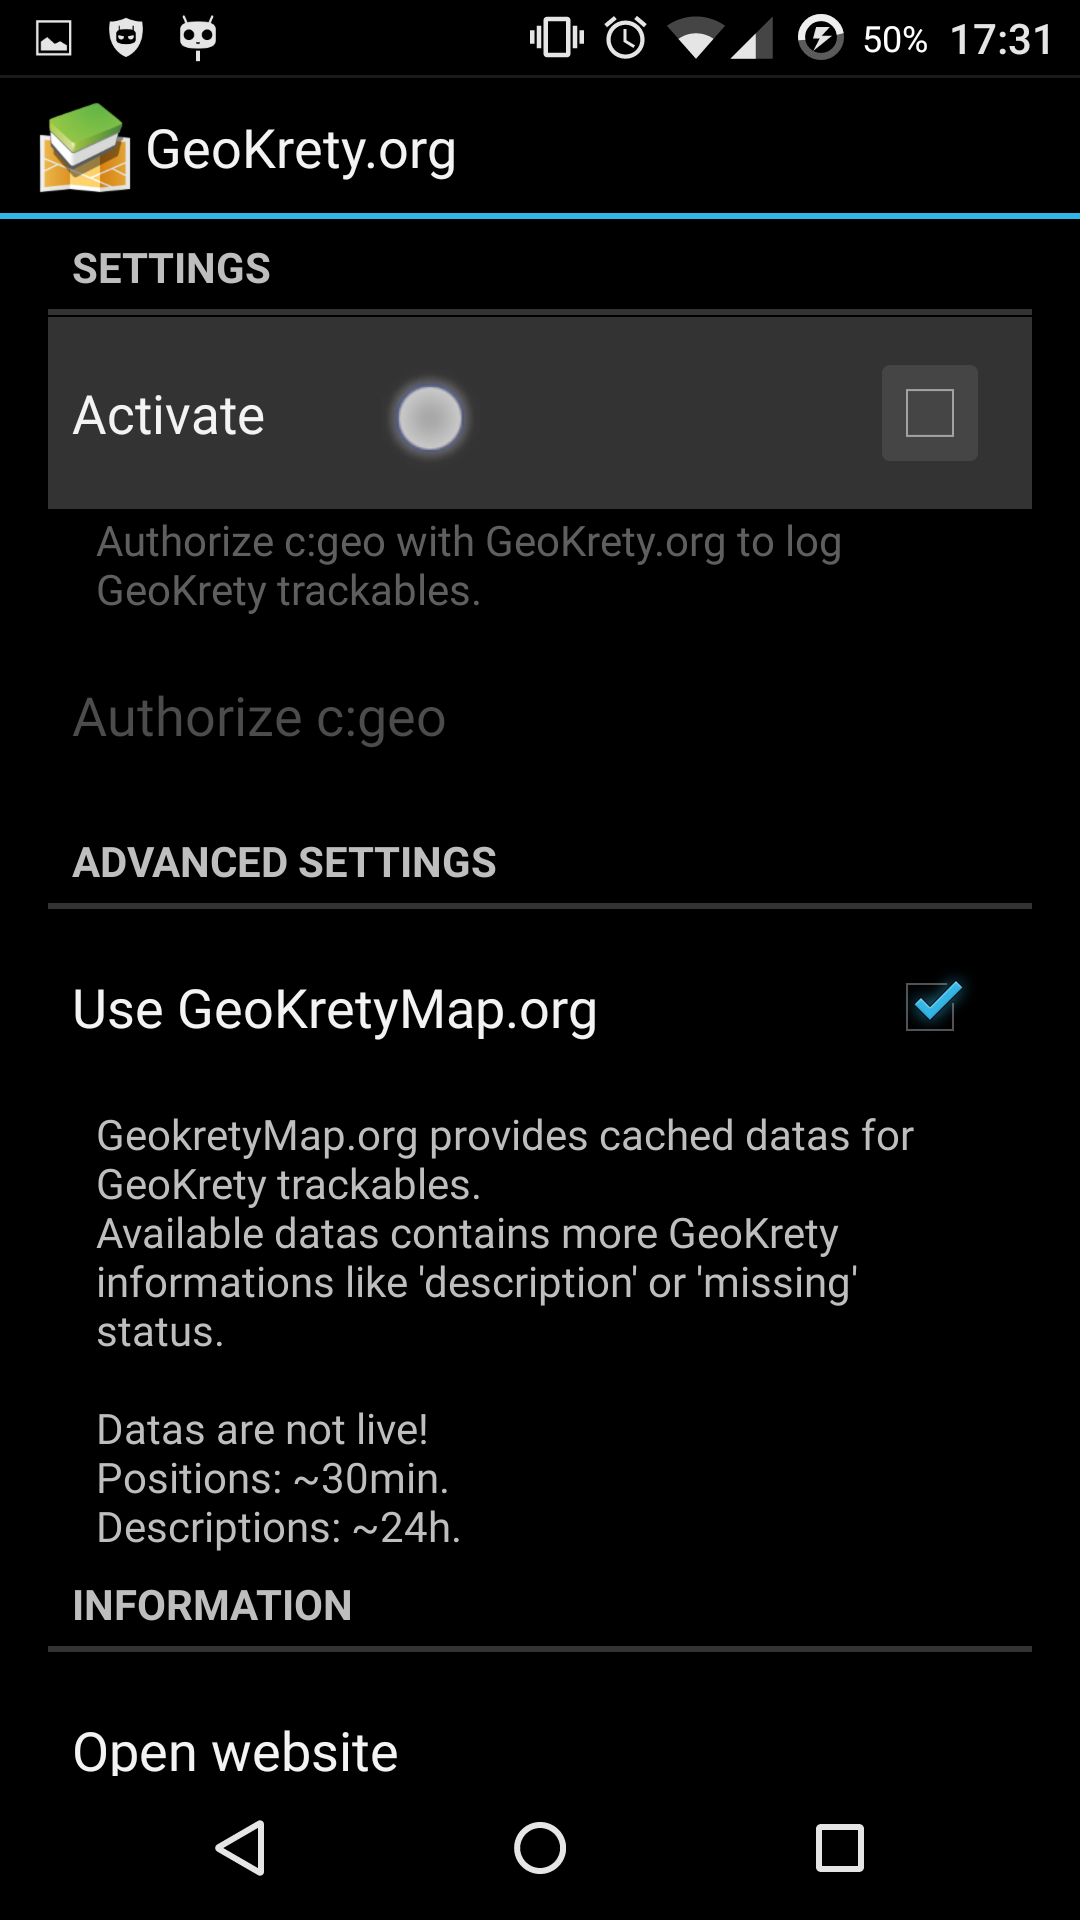 50% 17:31
GeoKrety.org
SETTINGS
Activate
Authorize c:geo with GeoKrety.org to log
GeoKrety trackables.
Authorize c:geo
ADVANCED SETTINGS
Use GeoKretyMap.org
GeokretyMap.org provides cached datas for
GeoKrety trackables.
Available datas contains more GeoKrety
informations like 'description' or 'missing'
status.
Datas are not live!
Positions: ~30min.
Descriptions: ~24h.
INFORMATION
Open website